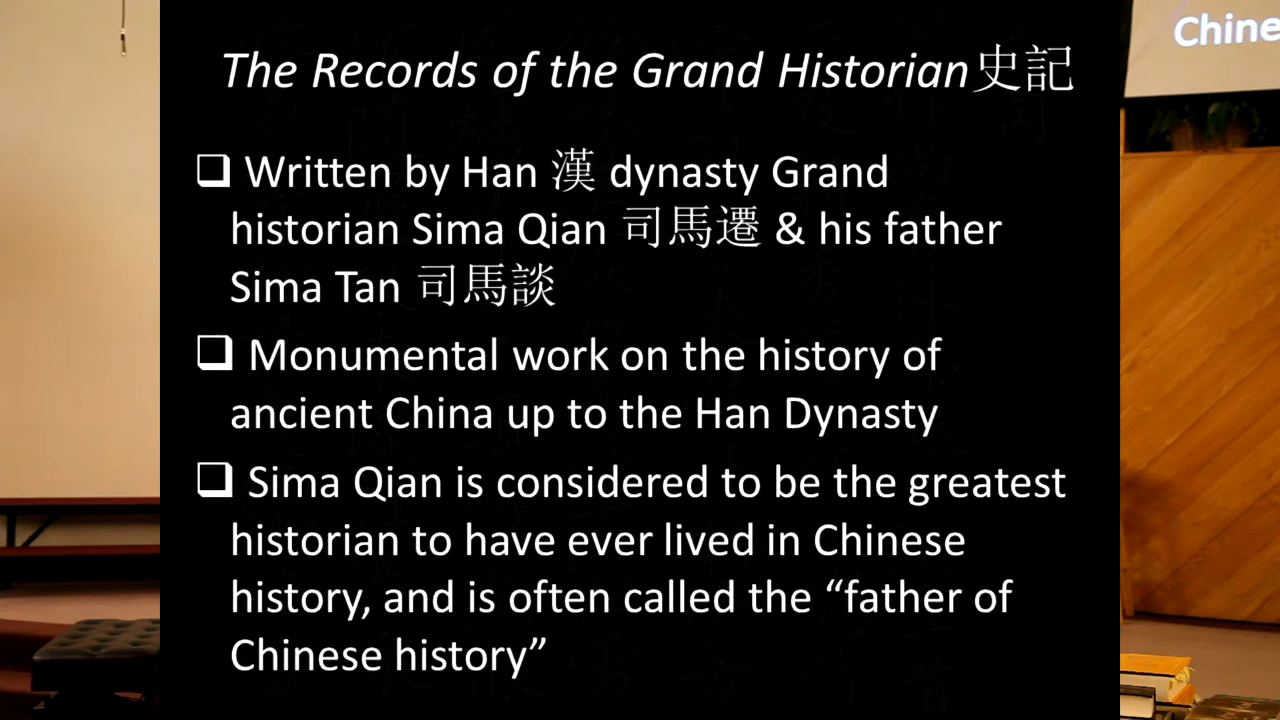 The Records of the Grand Historian史記
Chine
❑ Written by Han 漢 dynasty Grand
historian Sima Qian 司馬遷 & his father
Sima Tan 司馬談
❑ Monumental work on the history of
ancient China up to the Han Dynasty
❑ Sima Qian is considered to be the greatest
historian to have ever lived in Chinese
history, and is often called the “father of
Chinese history”